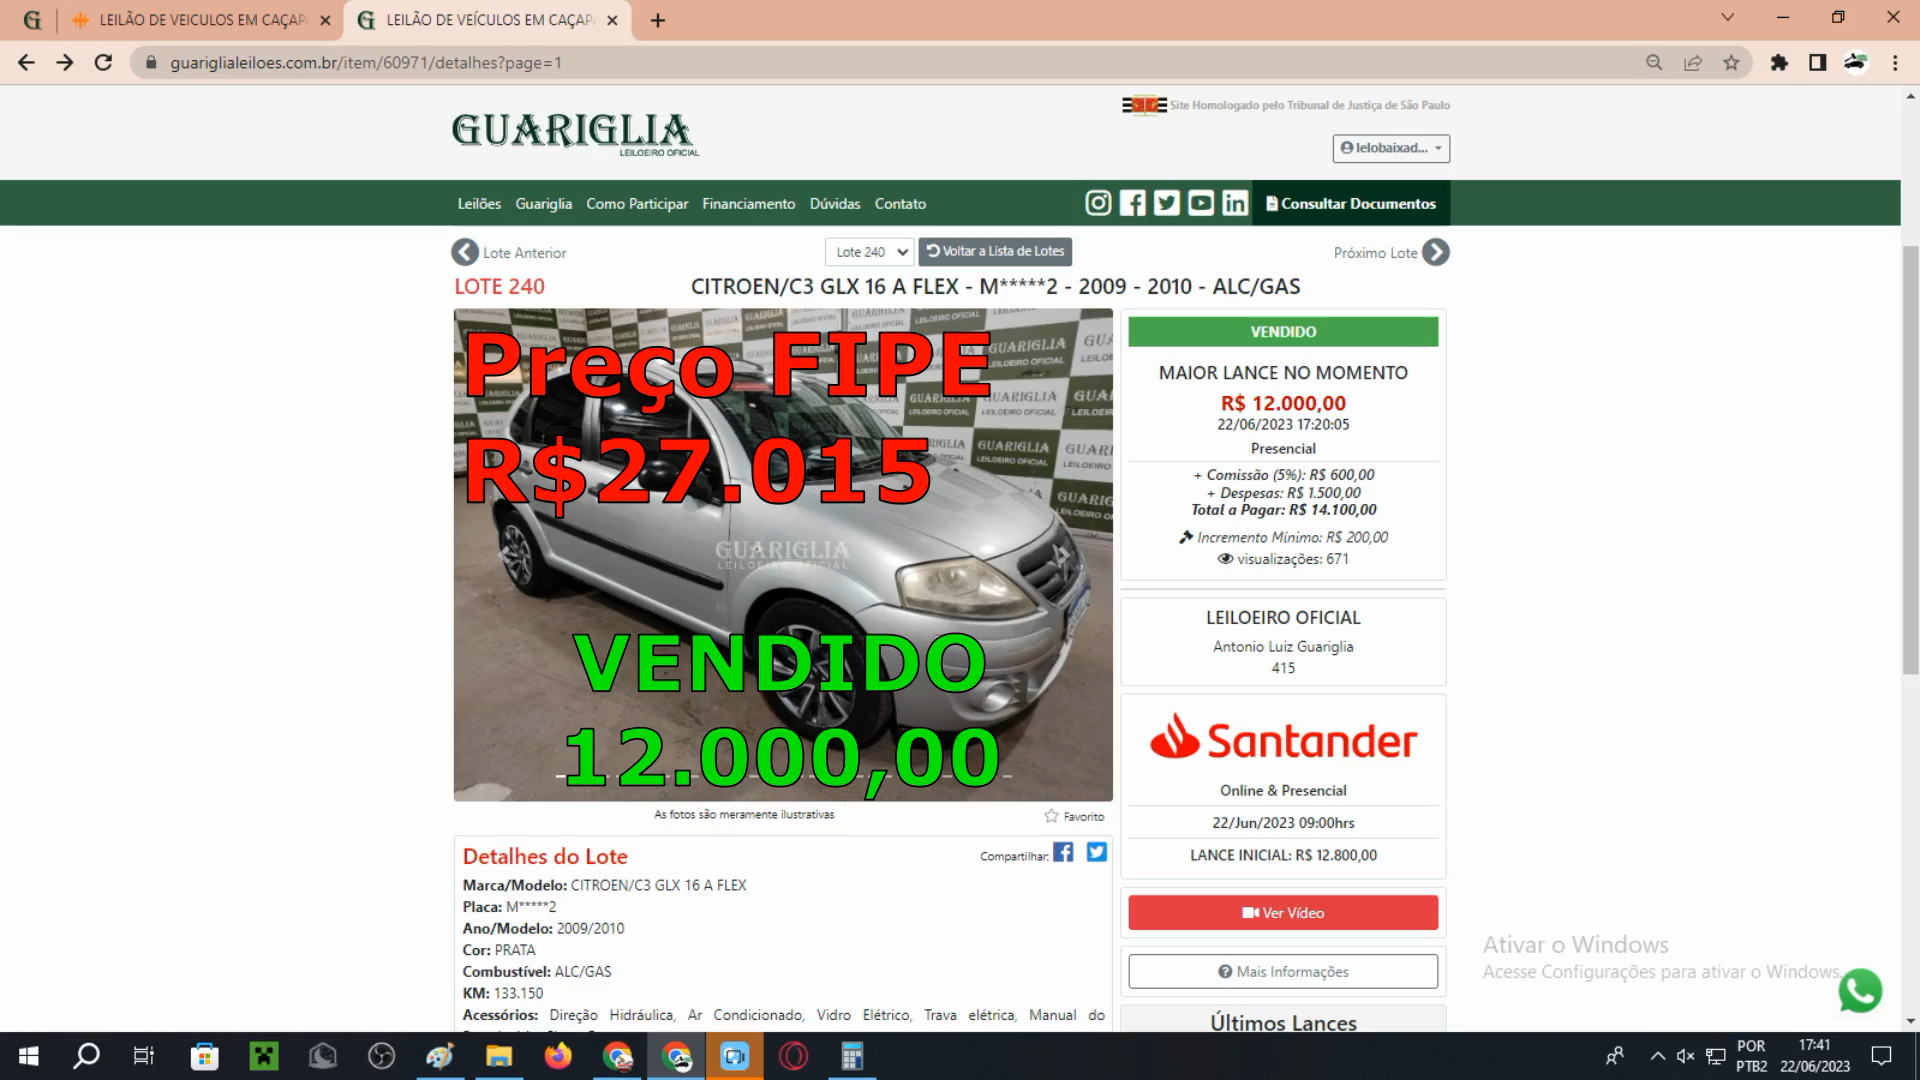 LEILÃO DE VEICULOS EM CAÇAP
LEILÃO DE VEÍCULOS EM CAÇAP
guariglialeiloes.com.br/item/60971/detalhes?page=1
GUARIGLIA
LEILOEIRO OFICIAL
Site Homologado pelo Tribunal de Justiça de São Paulo
lelobaixad...
Leilões Guariglia Como Participar Financiamento Dúvidas Contato
Consultar Documentos
Lote Anterior
Lote 240
Voltar a Lista de Lotes
Próximo Lote
LOTE 240
CITROEN/C3 GLX 16 A FLEX - M*****2 - 2009 - 2010 - ALC/GAS
Preço FIPE
R$27.015
GUARIGLIA
LEILOEIRO OFICIAL
VENDIDO
12.000,00
As fotos são meramente ilustrativas
Favorito
VENDIDO
MAIOR LANCE NO MOMENTO
R$ 12.000,00
22/06/2023 17:20:05
Presencial
+ Comissão (5%): R$ 600,00
+ Despesas: R$ 1.500,00
Total a Pagar: R$ 14.100,00
Incremento Mínimo: R$ 200,00
visualizações: 671
LEILOEIRO OFICIAL
Antonio Luiz Guariglia
415
Santander
Online & Presencial
22/Jun/2023 09:00hrs
LANCE INICIAL: R$ 12.800,00
Ver Vídeo
Mais Informações
Últimos Lances
Detalhes do Lote
Compartilhar:
Marca/Modelo: CITROEN/C3 GLX 16 A FLEX
Placa: M*****2
Ano/Modelo: 2009/2010
Cor: PRATA
Combustível: ALC/GAS
KM: 133.150
Acessórios: Direção Hidráulica, Ar Condicionado, Vidro Elétrico, Trava elétrica, Manual do
Ativar o Windows
Acesse Configurações para ativar o Windows.
POR
PTB2
17:41
22/06/2023